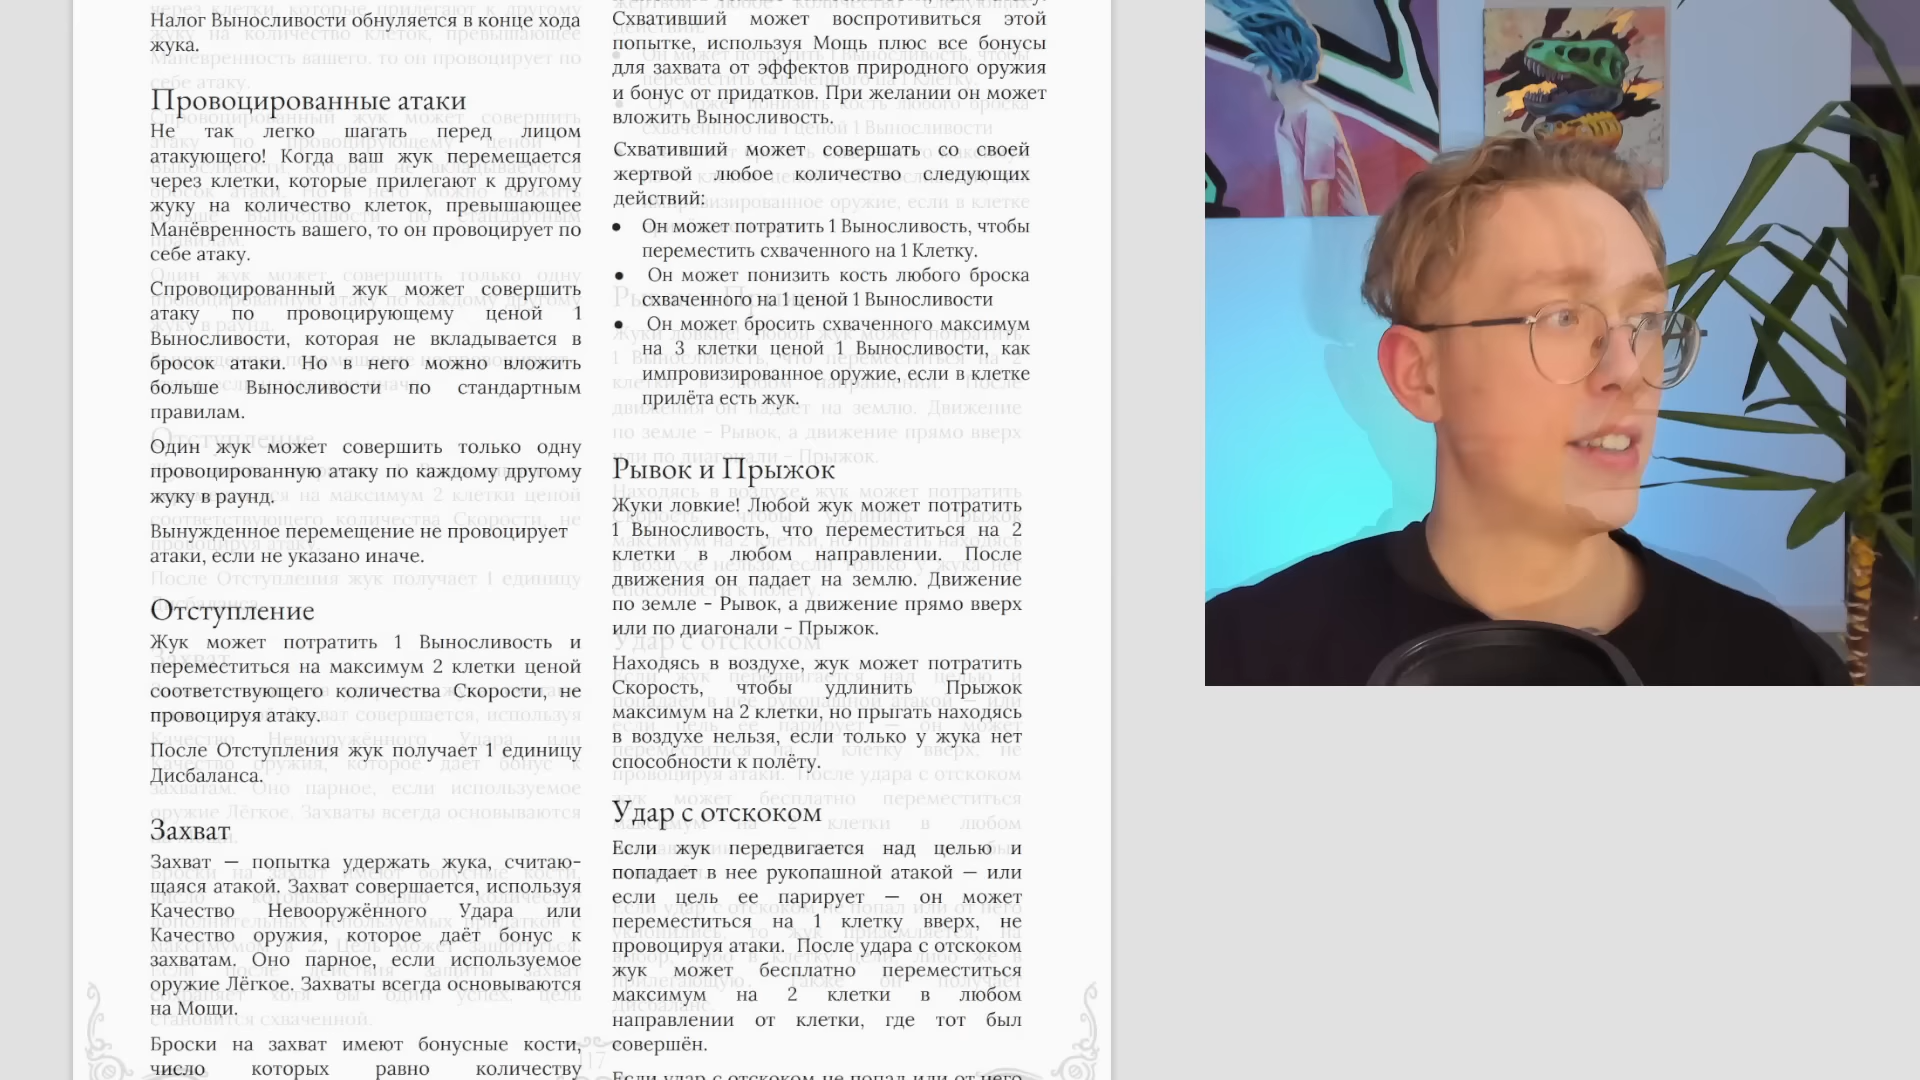 Налог Выносливости обнуляется в конце хода
жука.
Провоцированные атаки
Не так легко шагать перед лицом
атакующего! Когда ваш жук перемещается
через клетки, которые прилегают к другому
жуку на количество клеток, превышающее
Манёвренность вашего, то он провоцирует по
себе атаку.
Спровоцированный жук может совершить
атаку по провоцирующему ценой 1
Выносливости, которая не вкладывается в
бросок атаки. Но в него можно вложить
больше Выносливости по стандартным
правилам.
Один жук может совершить только одну
провоцированную атаку по каждому другому
жуку в раунд.
Вынужденное перемещение не провоцирует
атаки, если не указано иначе.
Отступление
Жук может потратить 1 Выносливость и
переместиться на максимум 2 клетки ценой
соответствующего количества Скорости, не
провоцируя атаку.
После Отступления жук получает 1 единицу
Дисбаланса.
Захват
Захват — попытка удержать жука, считаю-
щаяся атакой. Захват совершается, используя
Качество Невооружённого Удара или
Качество оружия, которое даёт бонус к
захватам. Оно парное, если используемое
оружие Лёгкое. Захваты всегда основываются
на Мощи.
Броски на захват имеют бонусные кости,
число которых равно количеству
Схвативший может воспротивиться этой
попытке, используя Мощь плюс все бонусы
для захвата от эффектов природного оружия
и бонус от придатков. При желании он может
вложить Выносливость.
Схвативший может совершать со своей
жертвой любое количество следующих
действий:
● Он может потратить 1 Выносливость, чтобы
переместить схваченного на 1 Клетку.
● Он может понизить кость любого броска
схваченного на 1 ценой 1 Выносливости
● Он может бросить схваченного максимум
на 3 клетки ценой 1 Выносливости, как
импровизированное оружие, если в клетке
прилёта есть жук.
Рывок и Прыжок
Жуки ловкие! Любой жук может потратить
1 Выносливость, что переместиться на 2
клетки в любом направлении. После
движения он падает на землю. Движение
по земле - Рывок, а движение прямо вверх
или по диагонали - Прыжок.
Находясь в воздухе, жук может потратить
Скорость, чтобы удлинить Прыжок
максимум на 2 клетки, но прыгать находясь
в воздухе нельзя, если только у жука нет
способности к полёту.
Удар с отскоком
Если жук передвигается над целью и
попадает в нее рукопашной атакой — или
если цель ее парирует — он может
переместиться на 1 клетку вверх, не
провоцируя атаки. После удара с отскоком
жук может бесплатно переместиться
максимум на 2 клетки в любом
направлении от клетки, где тот был
совершён.
Если удар с отскоком не попал или от него
117